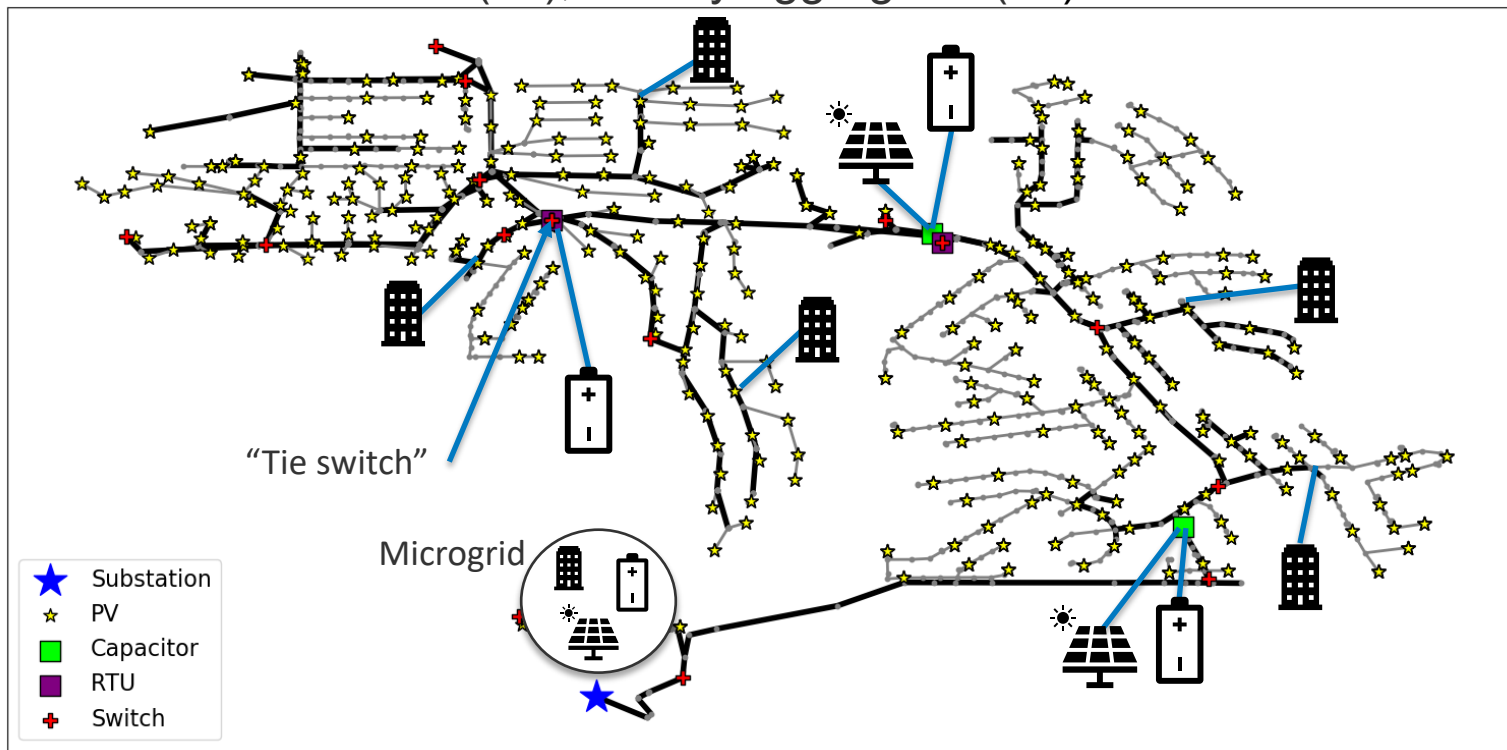 “Tie switch”
Microgrid
Substation
PV
Capacitor
RTU
Switch